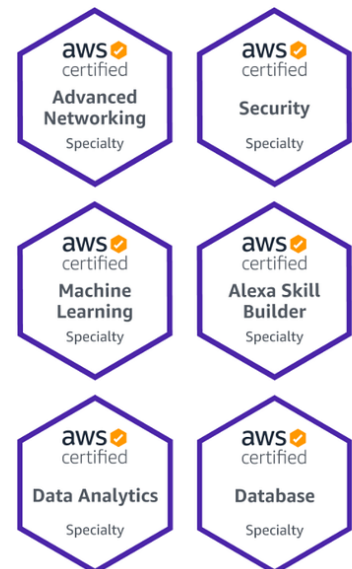 aws
certified
Advanced
Networking
Specialty
aws
certified
Security
Specialty
aws
certified
Machine
Learning
Specialty
aws
certified
Alexa Skill
Builder
Specialty
aws
certified
Data Analytics
Specialty
aws
certified
Database
Specialty